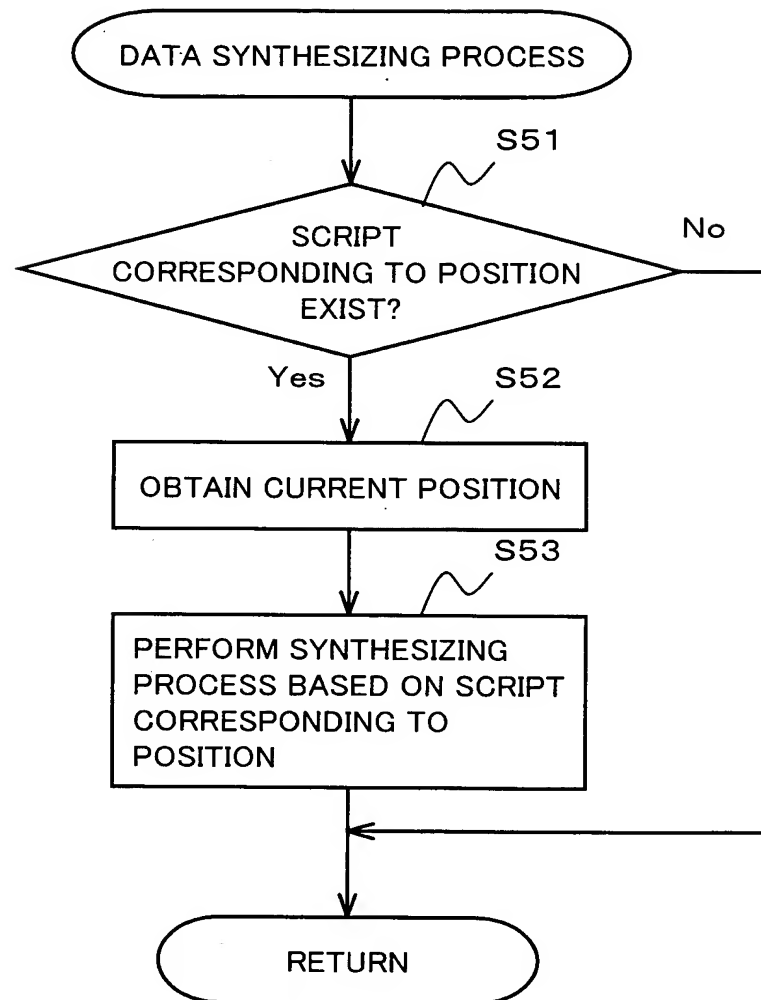 DATA SYNTHESIZING PROCESS
S51
SCRIPT
CORRESPONDING TO POSITION
EXIST?
No
Yes
S52
OBTAIN CURRENT POSITION
S53
PERFORM SYNTHESIZING
PROCESS BASED ON SCRIPT
CORRESPONDING TO
POSITION
RETURN